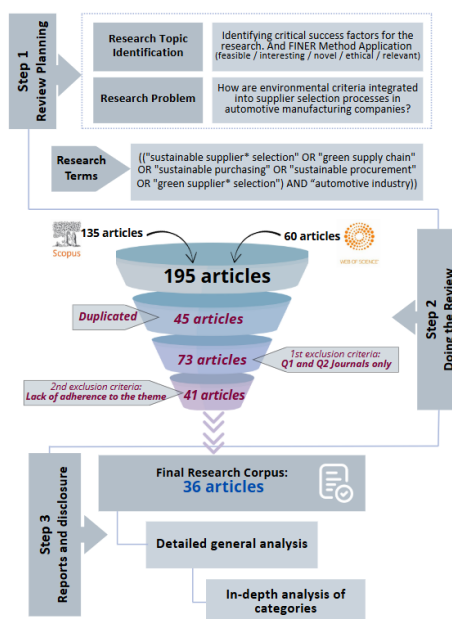 Step 1
Review Planning
Research Topic
Identification
Identifying critical success factors for the
research. And FINER Method Application
(feasible / interesting / novel / ethical / relevant)
Research Problem
How are environmental criteria integrated
into supplier selection processes in
automotive manufacturing companies?
Research
Terms
(("sustainable supplier* selection" OR "green supply chain"
OR "sustainable purchasing" OR "sustainable procurement"
OR "green supplier* selection") AND “automotive industry))
Scopus
135 articles
60 articles
WEB OF SCIENCE"
195 articles
Step 2
Doing the Review
Duplicated
45 articles
73 articles
1st exclusion criteria:
Q1 and Q2 Journals only
2nd exclusion criteria:
Lack of adherence to the theme
41 articles
Step 3
Reports and disclosure
Final Research Corpus:
36 articles
Detailed general analysis
In-depth analysis of
categories